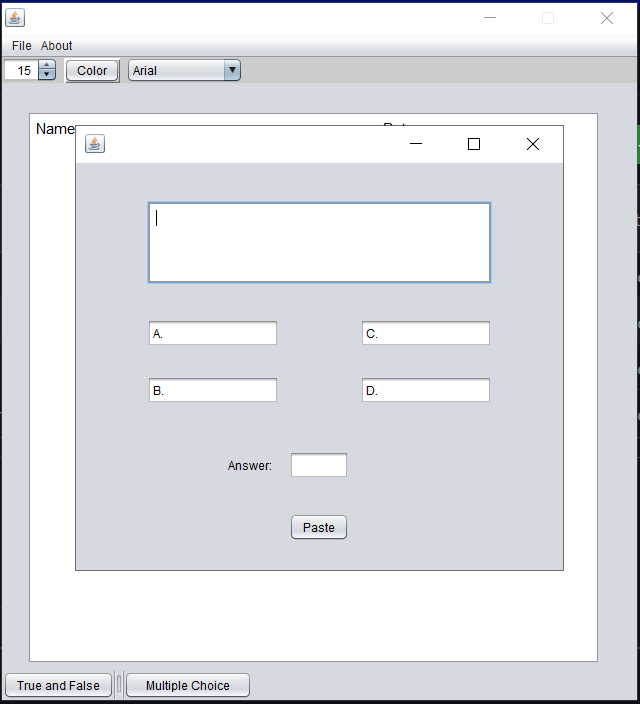 File About
15 Color Arial
Name
A. C.
B. D.
Answer:
Paste
True and False Multiple Choice